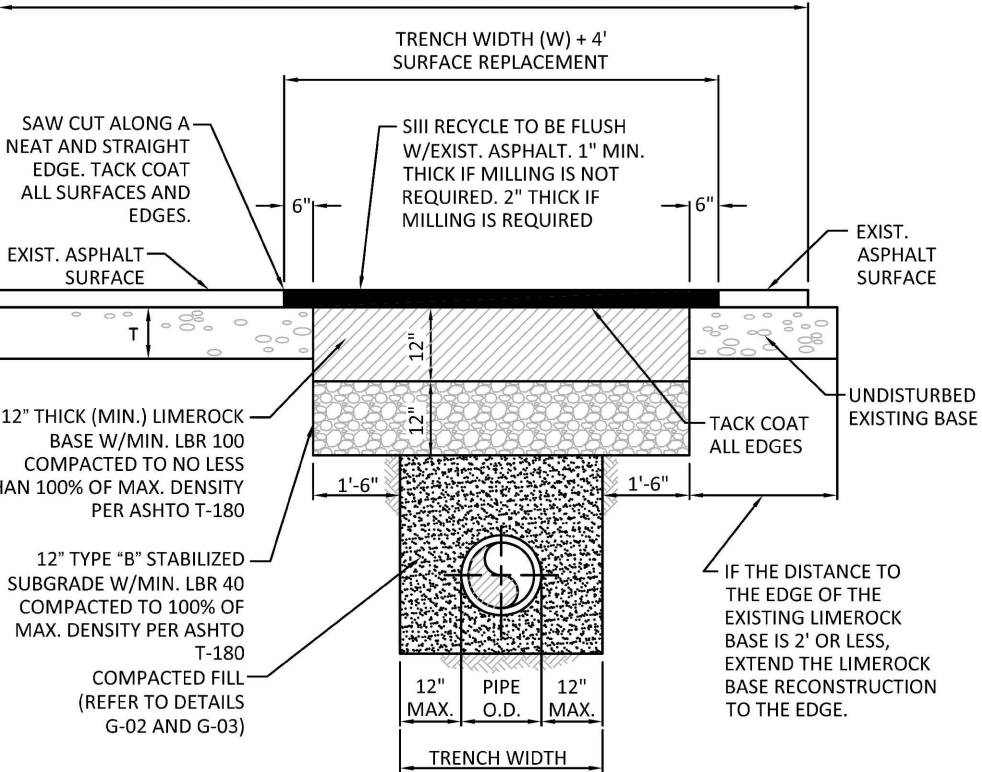 TRENCH WIDTH (W) + 4'
SURFACE REPLACEMENT
SAW CUT ALONG A
NEAT AND STRAIGHT
EDGE. TACK COAT
ALL SURFACES AND
EDGES.
SIII RECYCLE TO BE FLUSH
W/EXIST. ASPHALT. 1" MIN.
THICK IF MILLING IS NOT
REQUIRED. 2" THICK IF
MILLING IS REQUIRED
6"
6"
EXIST. ASPHALT
SURFACE
EXIST.
ASPHALT
SURFACE
T
12"
12"
12" THICK (MIN.) LIMEROCK
BASE W/MIN. LBR 100
COMPACTED TO NO LESS
HAN 100% OF MAX. DENSITY
PER ASHTO T-180
TACK COAT
ALL EDGES
UNDISTURBED
EXISTING BASE
1'-6"
1'-6"
12" TYPE "B" STABILIZED
SUBGRADE W/MIN. LBR 40
COMPACTED TO 100% OF
MAX. DENSITY PER ASHTO
T-180
COMPACTED FILL
(REFER TO DETAILS
G-02 AND G-03)
IF THE DISTANCE TO
THE EDGE OF THE
EXISTING LIMEROCK
BASE IS 2' OR LESS,
EXTEND THE LIMEROCK
BASE RECONSTRUCTION
TO THE EDGE.
12"
MAX.
PIPE
O.D.
12"
MAX.
TRENCH WIDTH